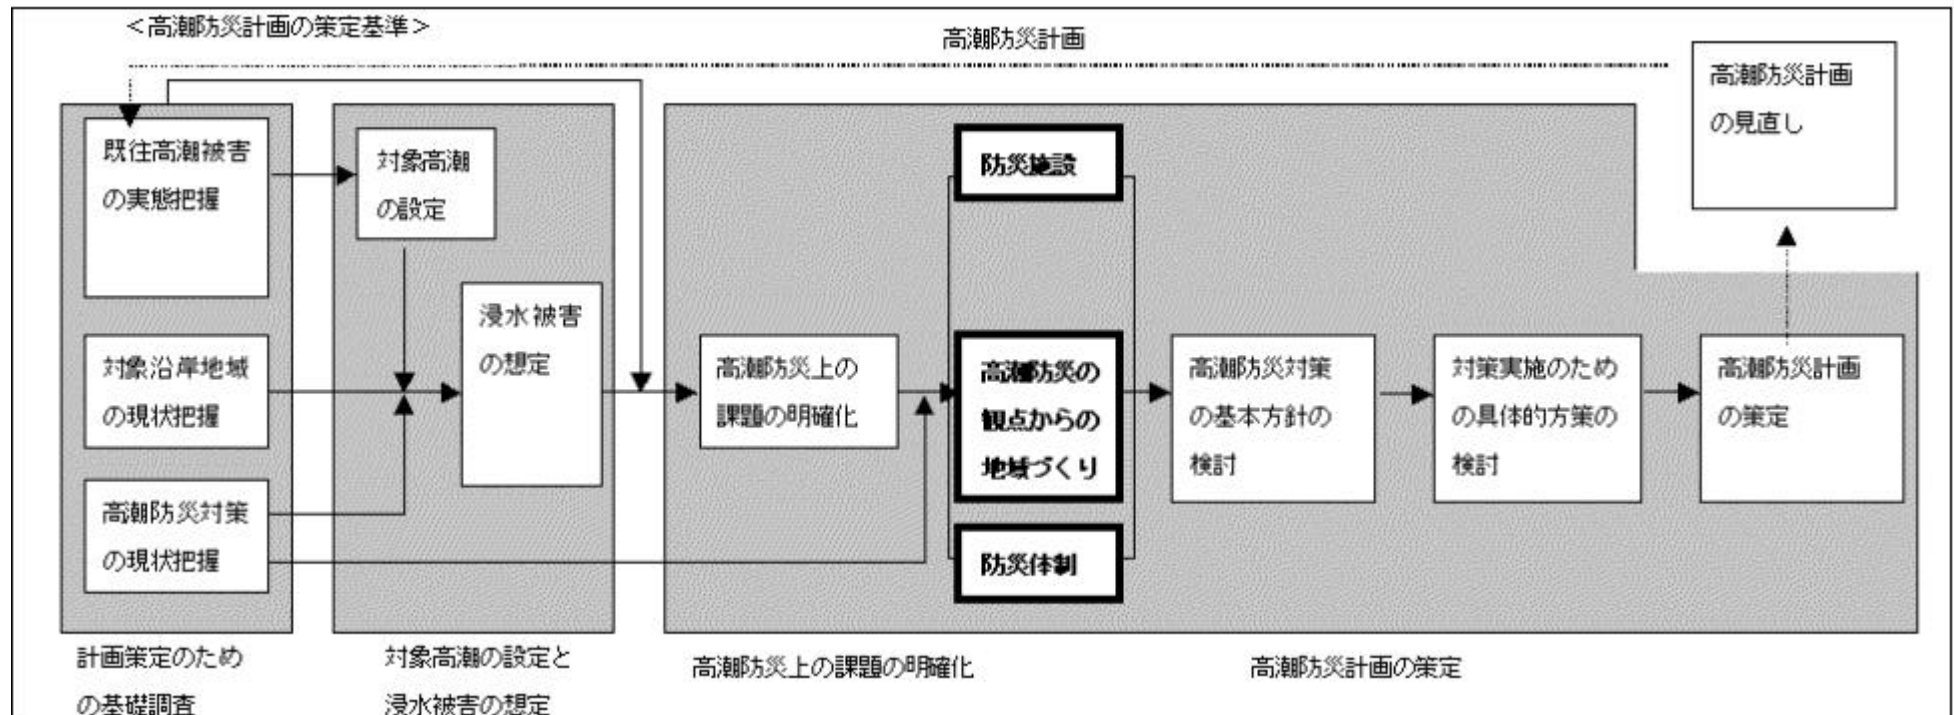 <高潮防災計画の策定基準>
高潮防災計画
高潮防災計画
の見直し
既往高潮被害
の実態把握
対象高潮
の設定
防災施設
浸水被害
の想定
対象沿岸地域
の現状把握
高潮防災上の
課題の明確化
高潮防災の
観点からの
地域づくり
高潮防災対策
の基本方針の
検討
対策実施のため
の具体的方策の
検討
高潮防災計画
の策定
高潮防災対策
の現状把握
防災体制
計画策定のため
の基礎調査
対象高潮の設定と
浸水被害の想定
高潮防災上の課題の明確化
高潮防災計画の策定